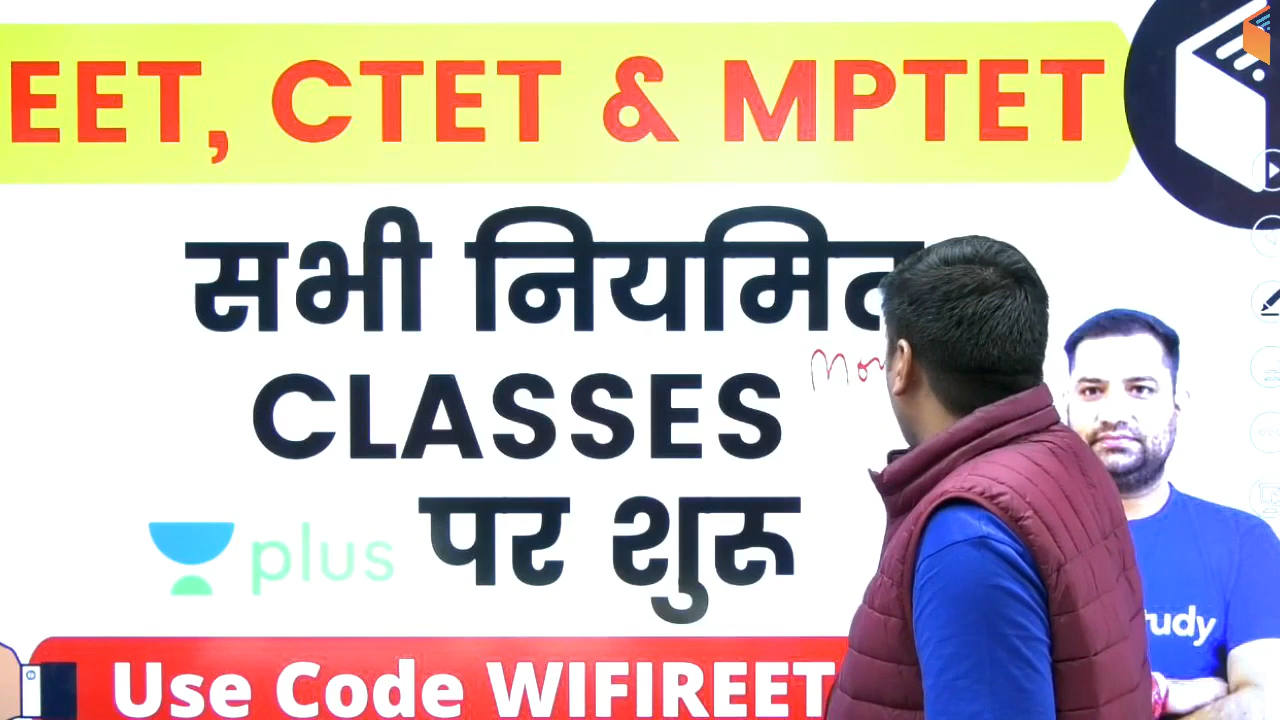 EET, CTET & MPTET
सभी नियमित
CLASSES
plus पर शुरू
Use Code WIFIREET